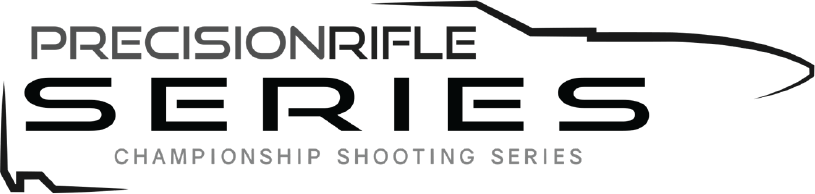 PRECISIONRIFLE
SERIES
CHAMPIONSHIP SHOOTING SERIES